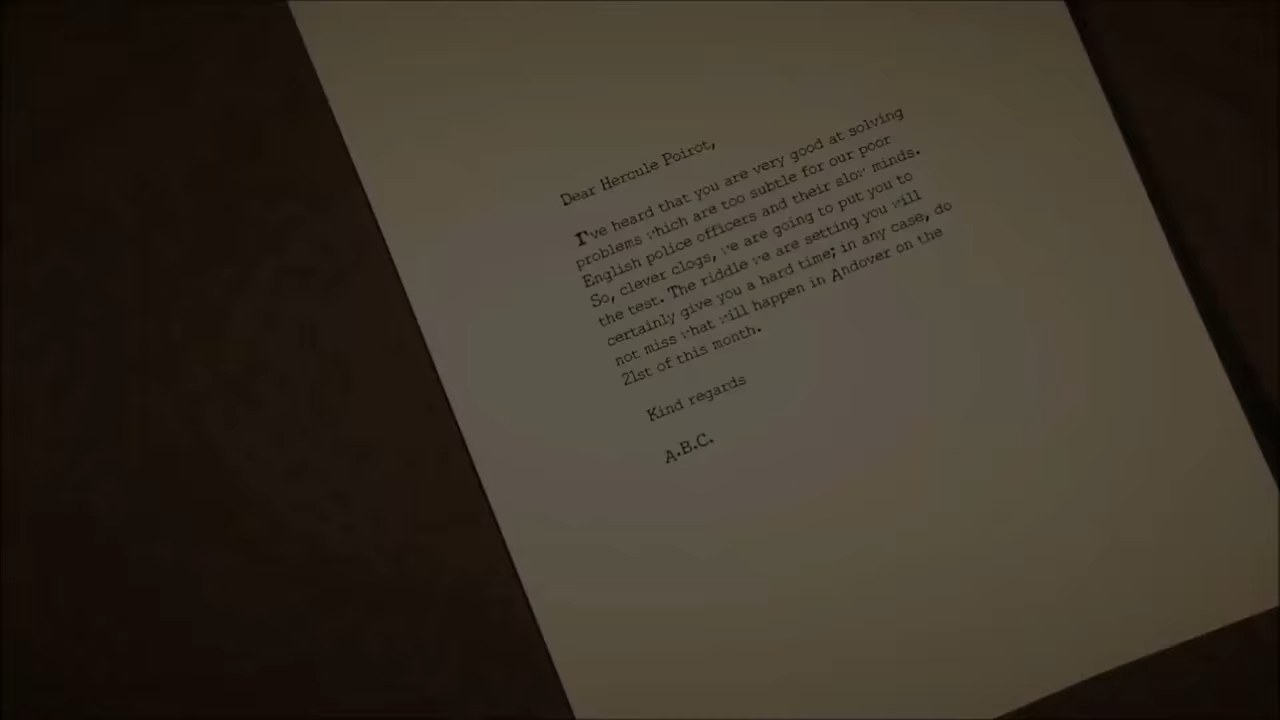 Dear Hercule Poirot,
I've heard that you are very good at solving
problems which are too subtle for our poor
English police officers and their slow minds.
So, clever clogs, we are going to put you to
the test. The riddle we are setting you will
certainly give you a hard time; in any case, do
not miss what will happen in Andover on the
21st of this month.
Kind regards
A.B.C.